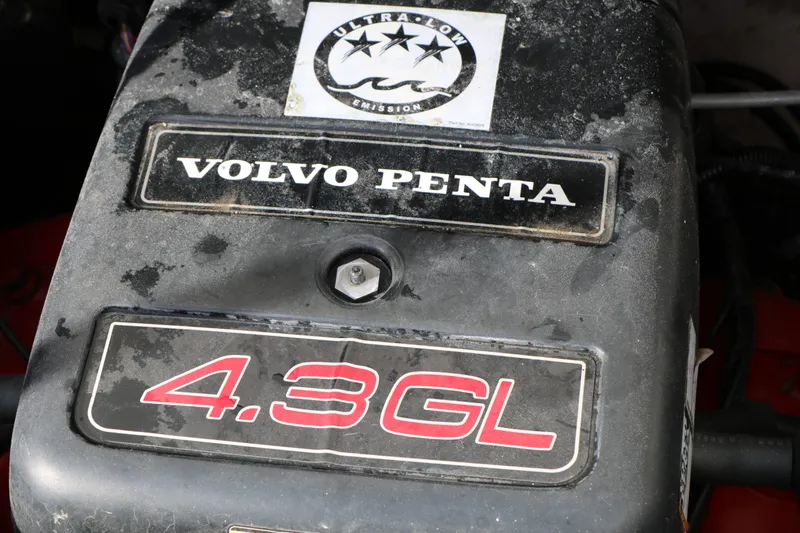 ULTRA·LOW
EMISSION
VOLVO PENTA
4.3GL